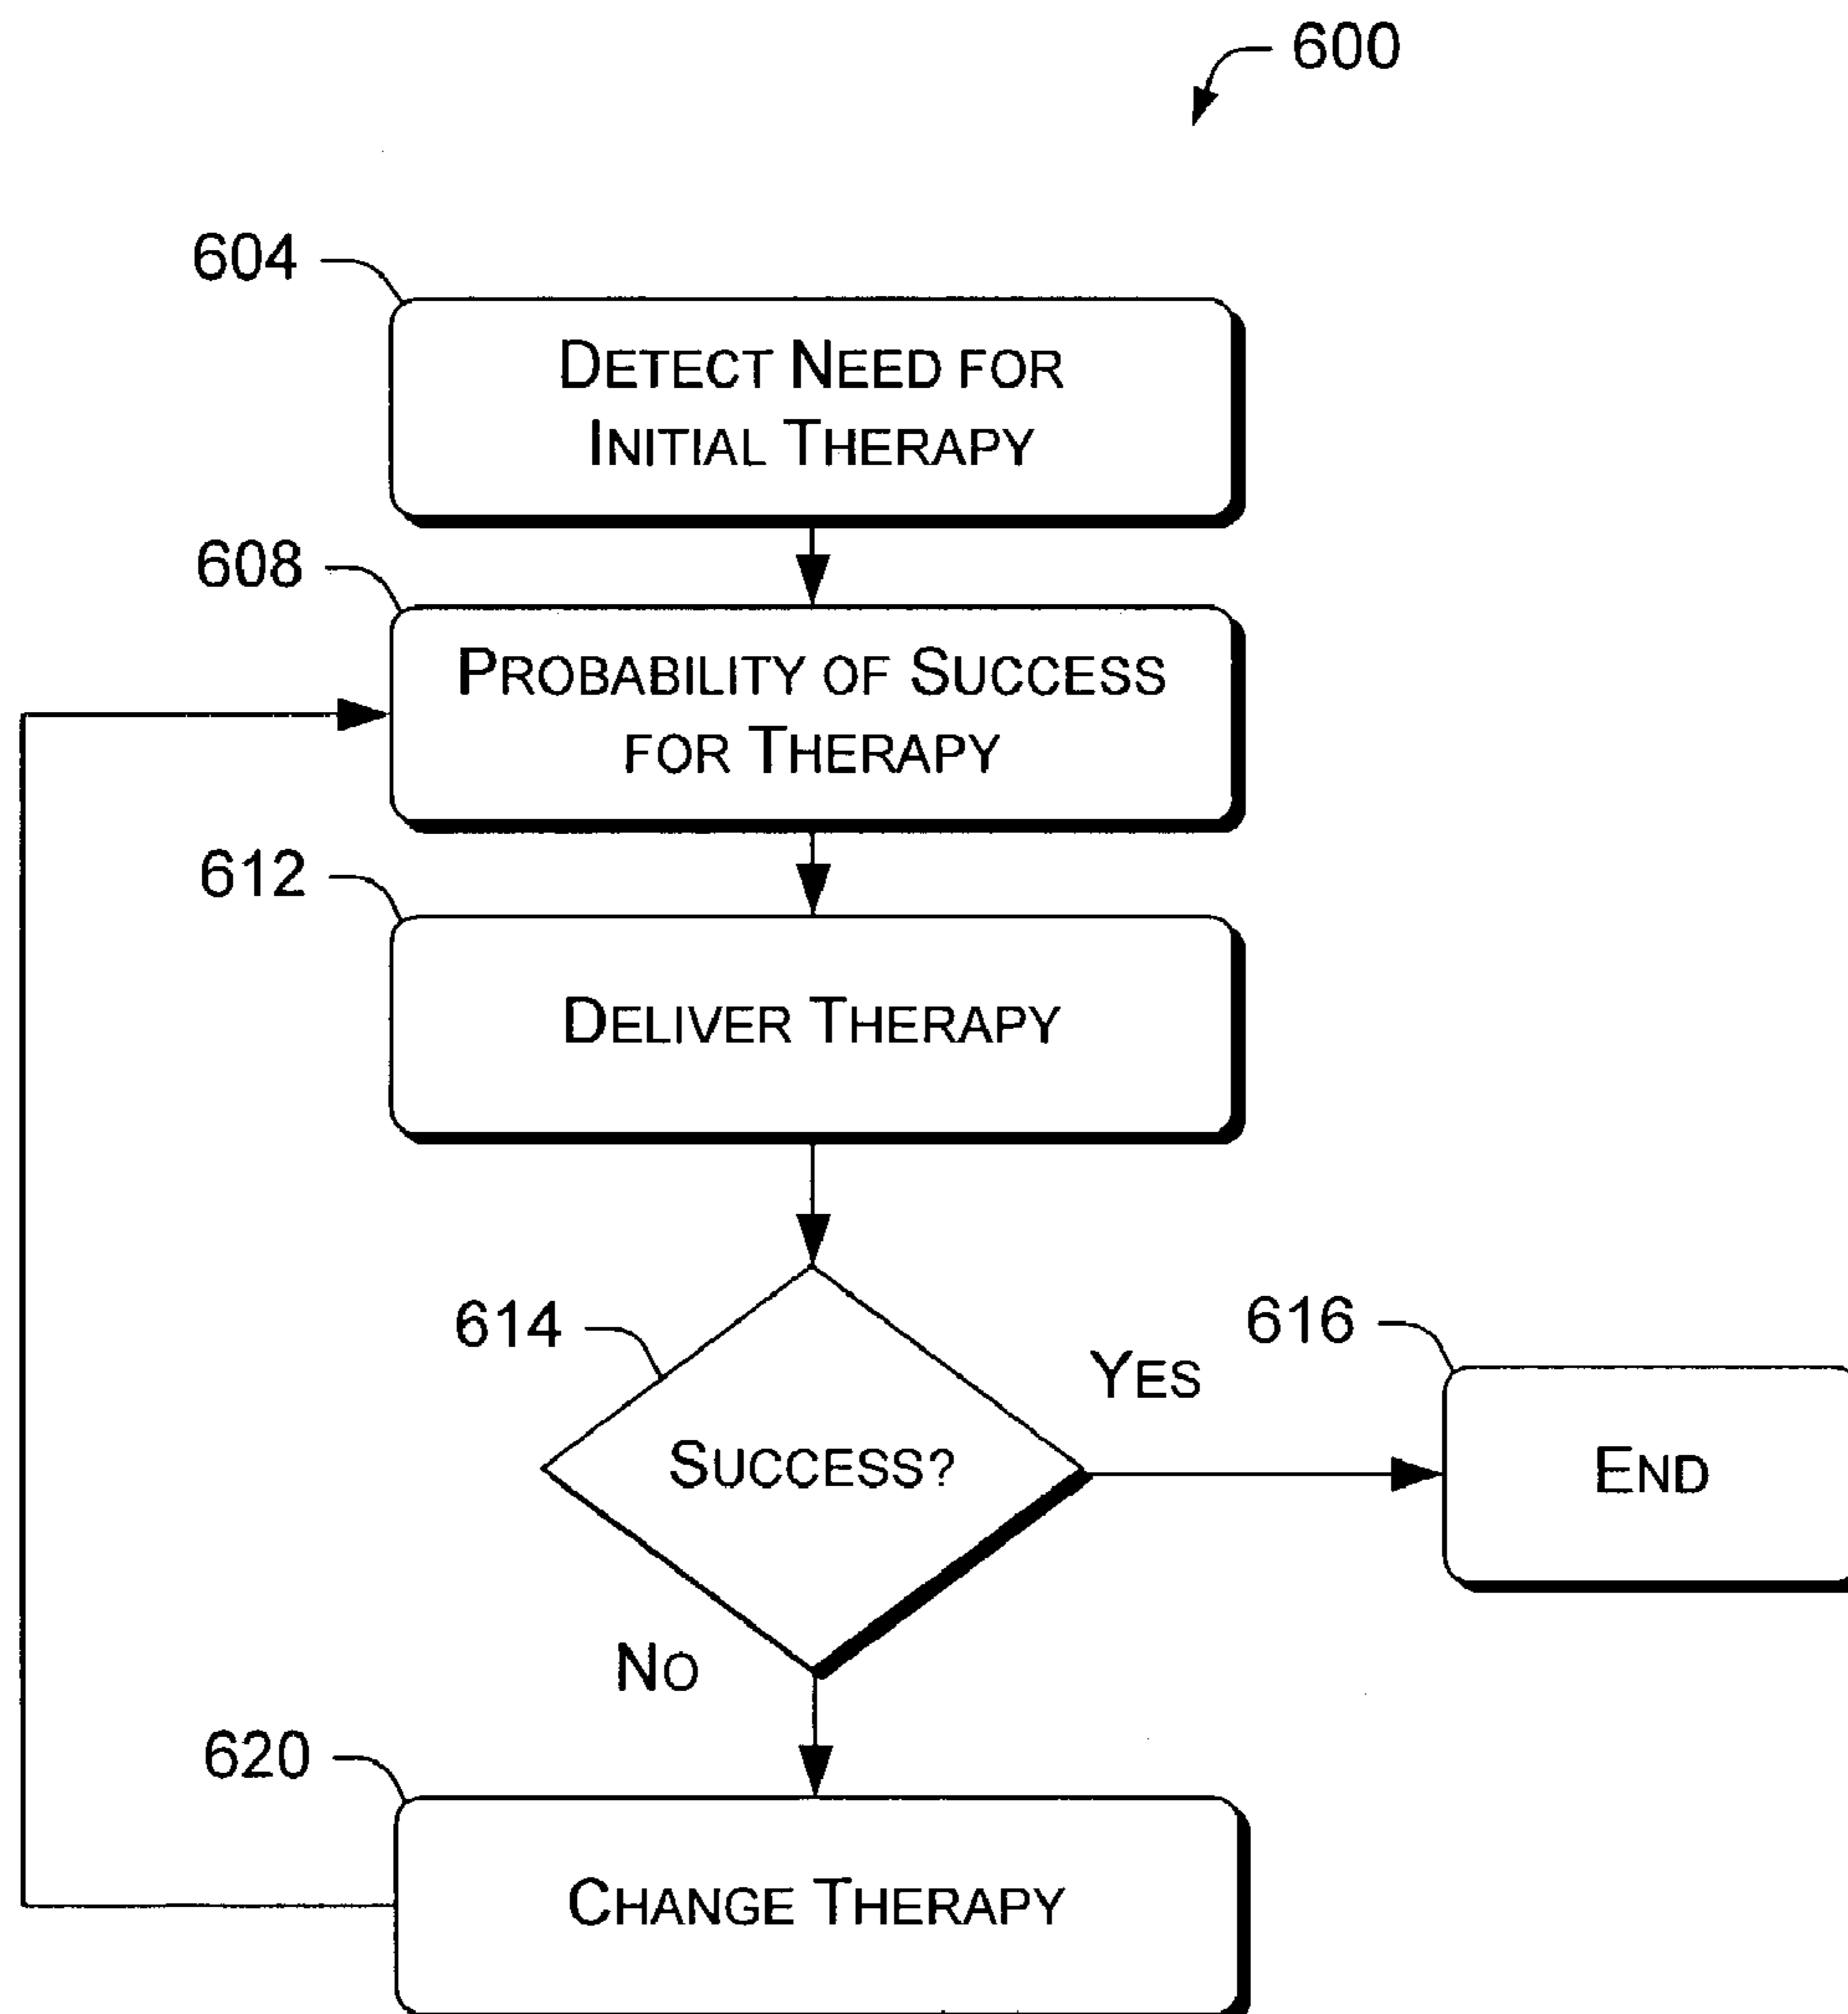 600
604
DETECT NEED FOR
INITIAL THERAPY
608
PROBABILITY OF SUCCESS
FOR THERAPY
612
DELIVER THERAPY
614
SUCCESS?
YES
616
END
NO
620
CHANGE THERAPY